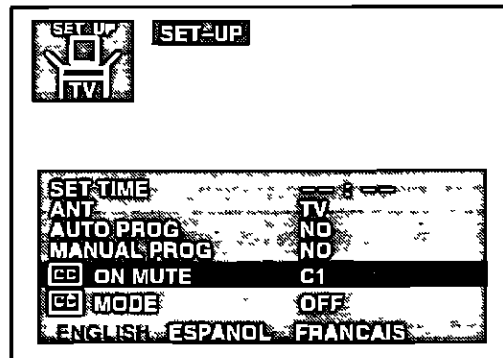 SET UP
TV
SET-UP
SET TIME -- : --
ANT TV
AUTO PROG NO
MANUAL PROG NO
CC ON MUTE C1
CC MODE OFF
ENGLISH ESPANOL FRANCAIS